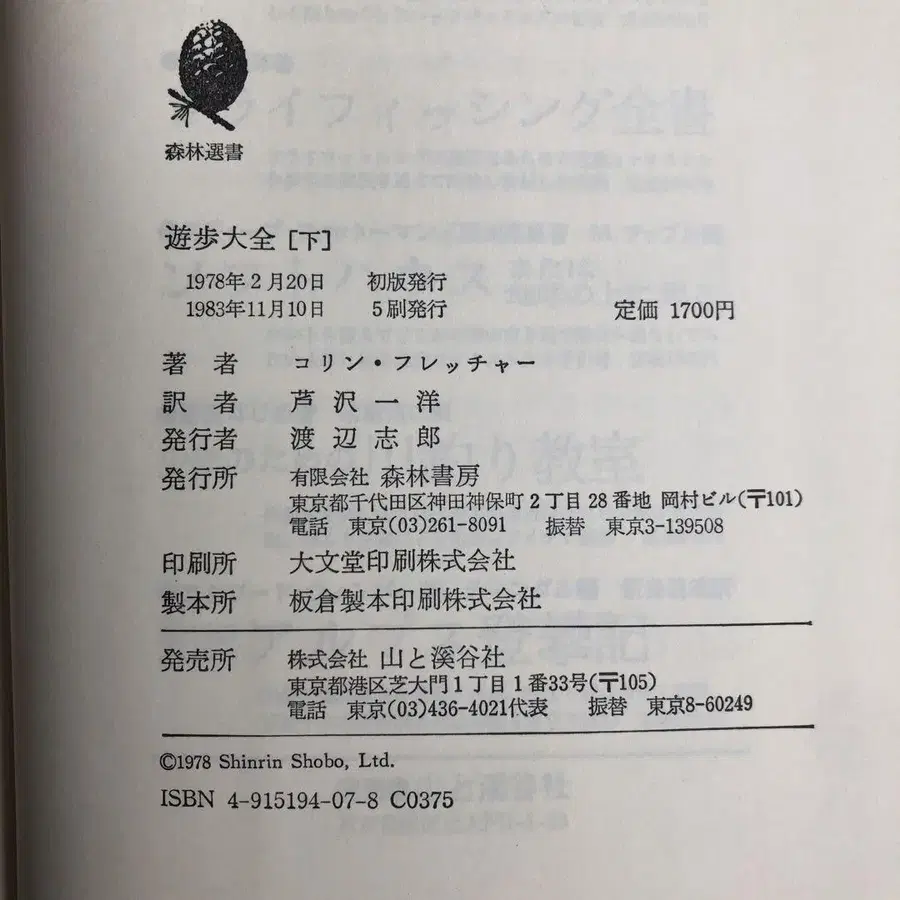 森林選書
遊歩大全［下］
1978年2月20日　初版発行
1983年11月10日　5刷発行　定価 1700円
著者　コリン・フレッチャー
訳者　芦沢一洋
発行者　渡辺志郎
発行所　有限会社 森林書房
東京都千代田区神田神保町2丁目28番地 岡村ビル(〒101)
電話　東京(03)261-8091　振替　東京3-139508
印刷所　大文堂印刷株式会社
製本所　板倉製本印刷株式会社
発売所　株式会社 山と溪谷社
東京都港区芝大門1丁目1番33号(〒105)
電話　東京(03)436-4021代表　振替　東京8-60249
©1978 Shinrin Shobo, Ltd.
ISBN 4-915194-07-8 C0375